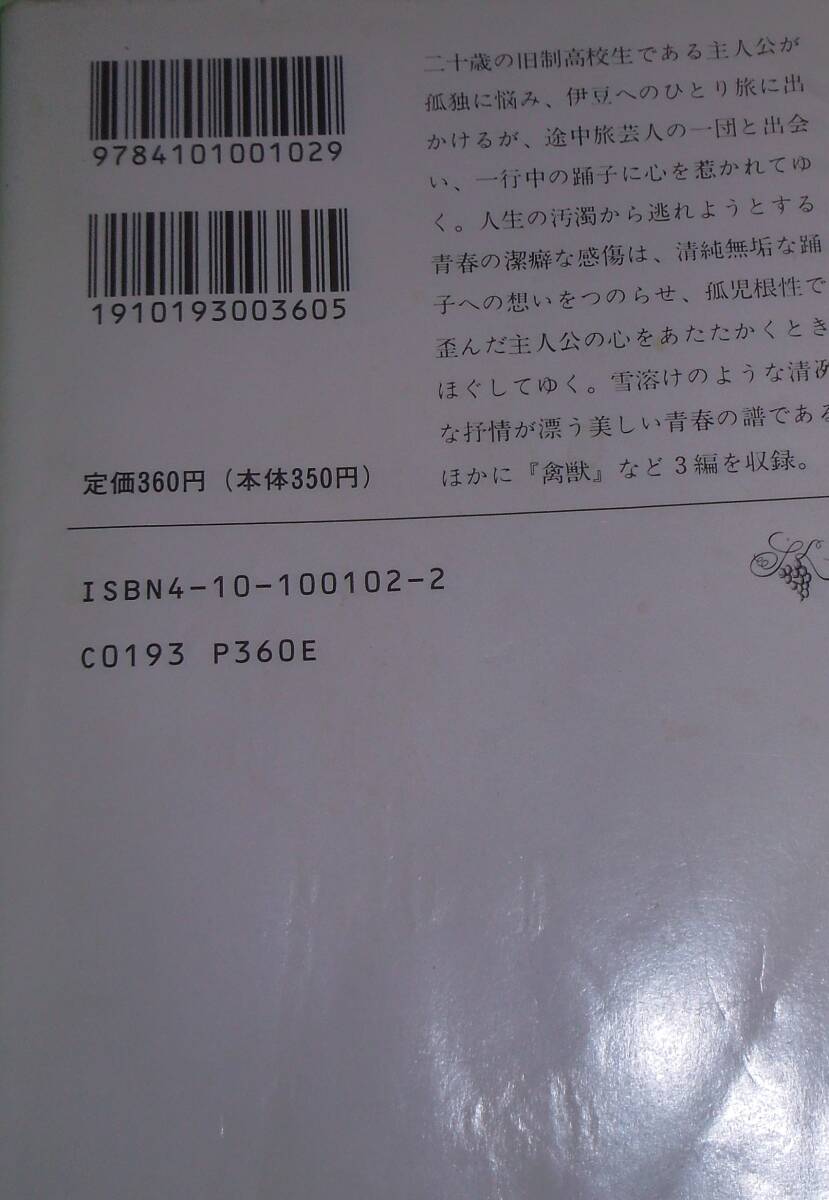 9784101001029
1910193003605
二十歳の旧制高校生である主人公が
孤独に悩み、伊豆へのひとり旅に出
かけるが、途中旅芸人の一団と出会
い、一行中の踊子に心を惹かれてゆ
く。人生の汚濁から逃れようとする
青春の潔癖な感傷は、清純無垢な踊
子への想いをつのらせ、孤児根性で
歪んだ主人公の心をあたたかくとき
ほぐしてゆく。雪溶けのような清冽
な抒情が漂う美しい青春の譜である
ほかに『禽獣』など3編を収録。
定価360円（本体350円）
ISBN4-10-100102-2
C0193 P360E